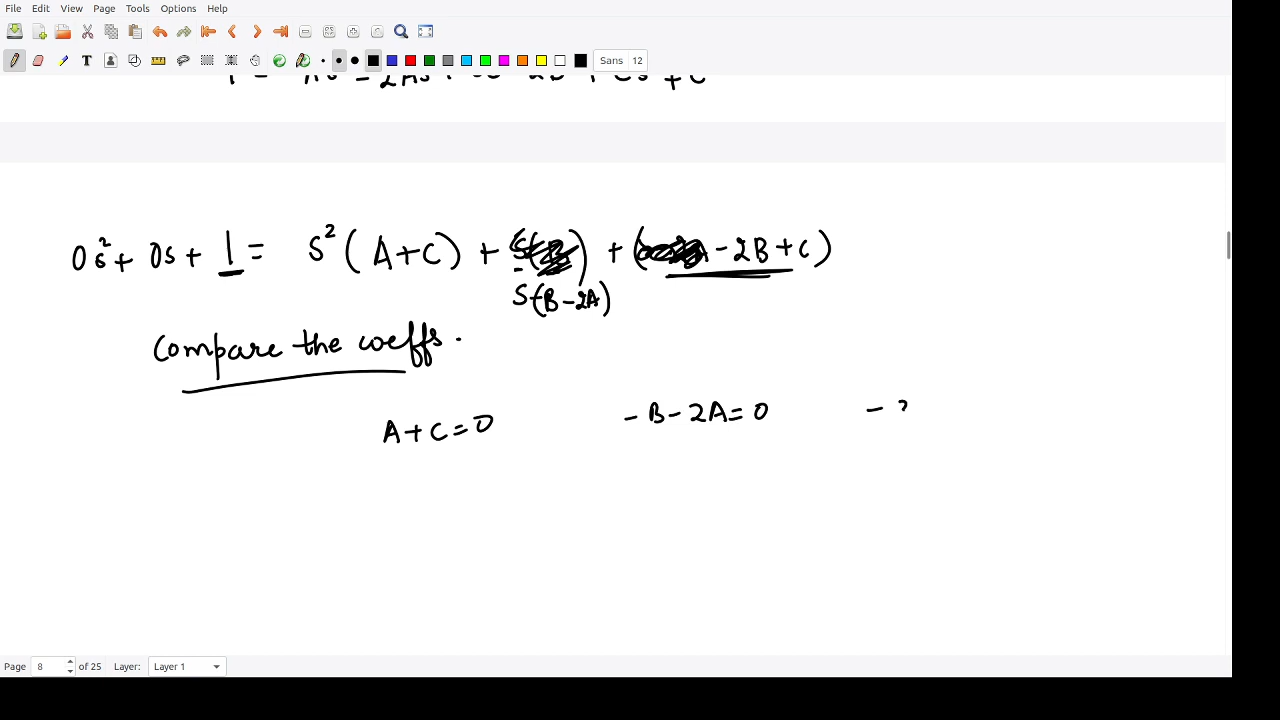 File Edit View Page Tools Options Help
T Sans 12
0s² + 0s + 1 = S² (A+C) + S(B) + ( -2B + C)
S(B-2A)
Compare the coeffs.
A+C=0 -B-2A=0 -
Page 8 of 25 Layer: Layer 1